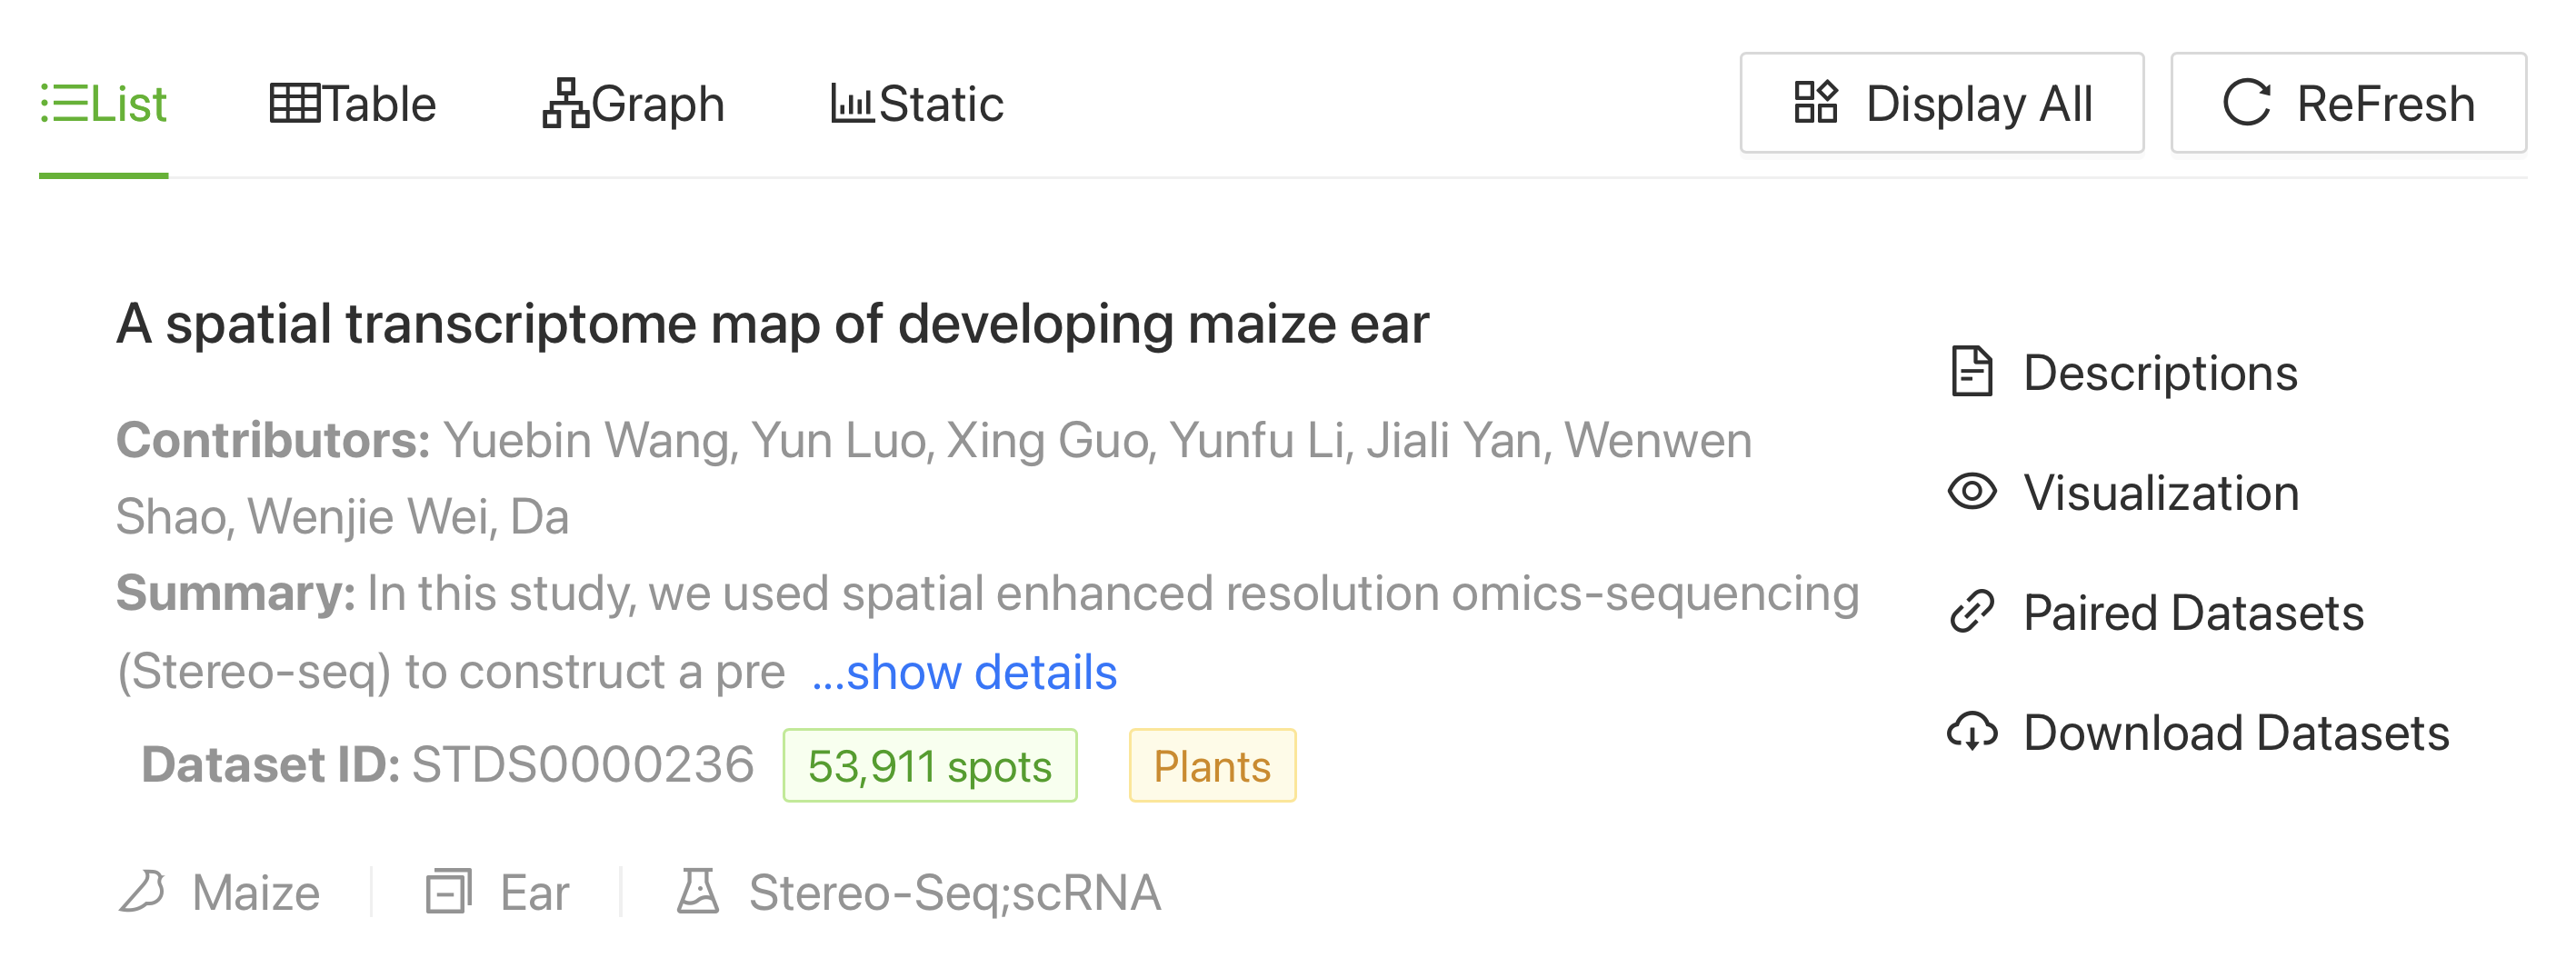 List Table Graph Static Display All ReFresh
A spatial transcriptome map of developing maize ear
Contributors: Yuebin Wang, Yun Luo, Xing Guo, Yunfu Li, Jiali Yan, Wenwen
Shao, Wenjie Wei, Da
Summary: In this study, we used spatial enhanced resolution omics-sequencing
(Stereo-seq) to construct a pre ...show details
Dataset ID: STDS0000236 53,911 spots Plants
Maize Ear Stereo-Seq;scRNA
Descriptions
Visualization
Paired Datasets
Download Datasets